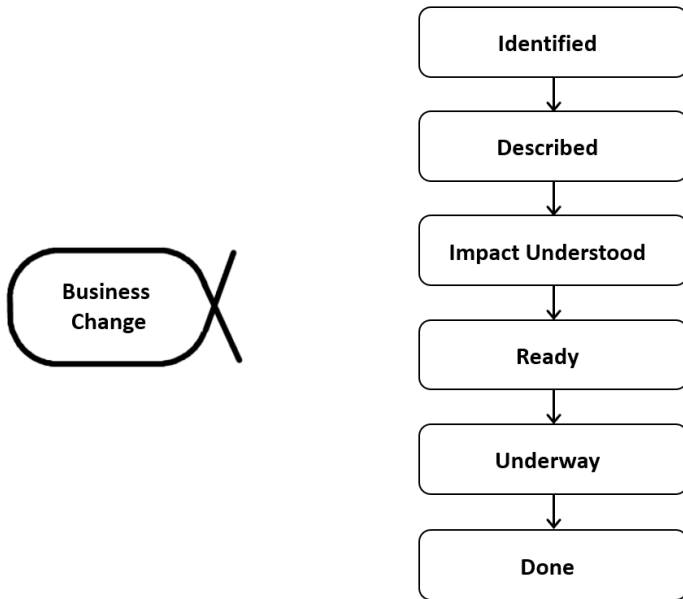 Business
Change
Identified
Described
Impact Understood
Ready
Underway
Done